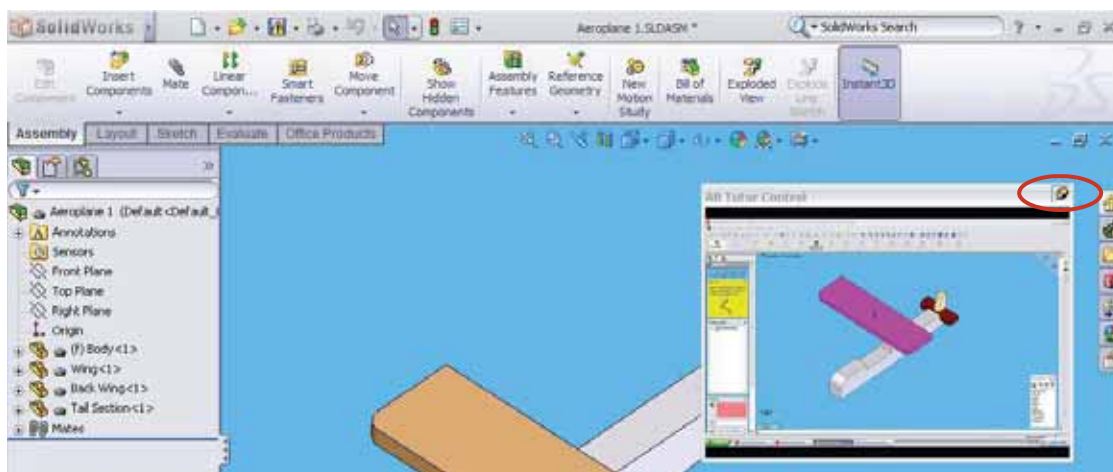 SolidWorks Aeroplane 1.SLDASM * SolidWorks Search ?
Edit Component Insert Components Mate Linear Compon... Smart Fasteners Move Component Show Hidden Components Assembly Features Reference Geometry New Motion Study Bill of Materials Exploded View Explode Line Sketch Instant3D
Assembly Layout Sketch Evaluate Office Products
AB Tutor Control
Aeroplane 1 (Default<Default_
Annotations
Sensors
Front Plane
Top Plane
Right Plane
Origin
(f) Body<1>
Wing<1>
Back Wing<1>
Tail Section<1>
Mates